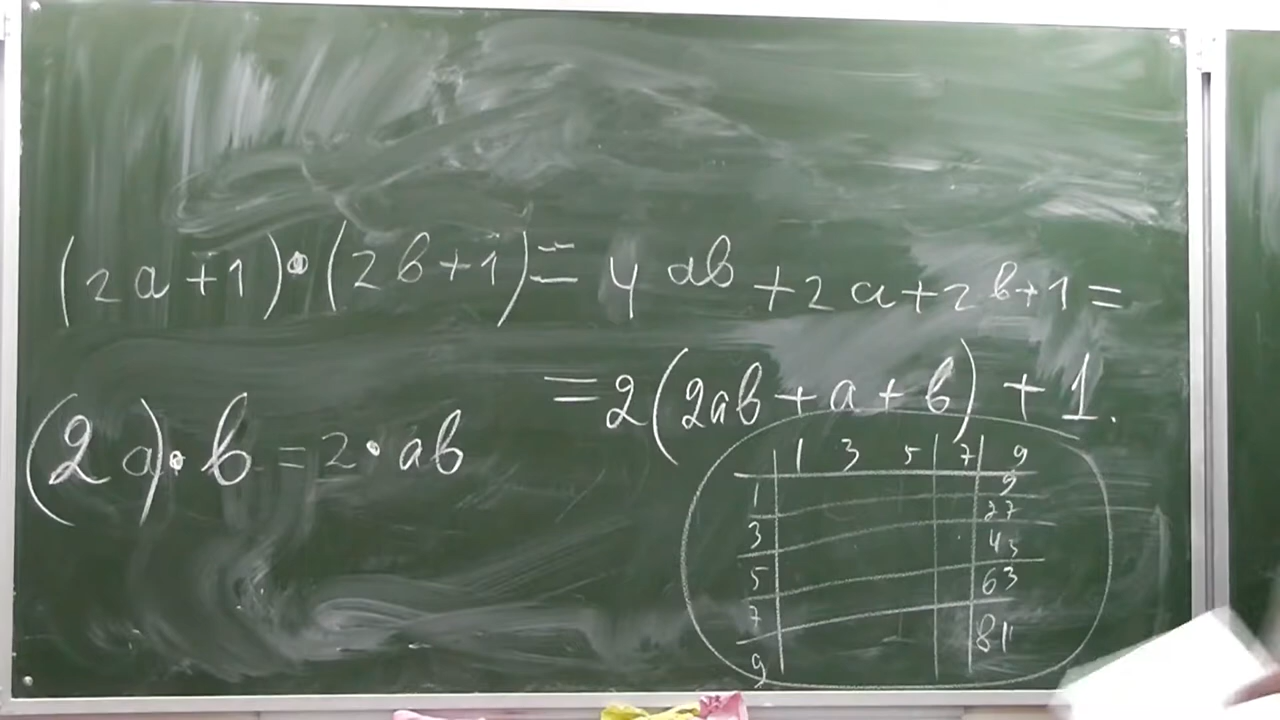 (2a+1)•(2b+1)= 4ab+2a+2b+1=
=2(2ab+a+b)+1.
(2a)•b=2•ab
1 3 5 7 9
1 9
3 27
5 45
7 63
9 81